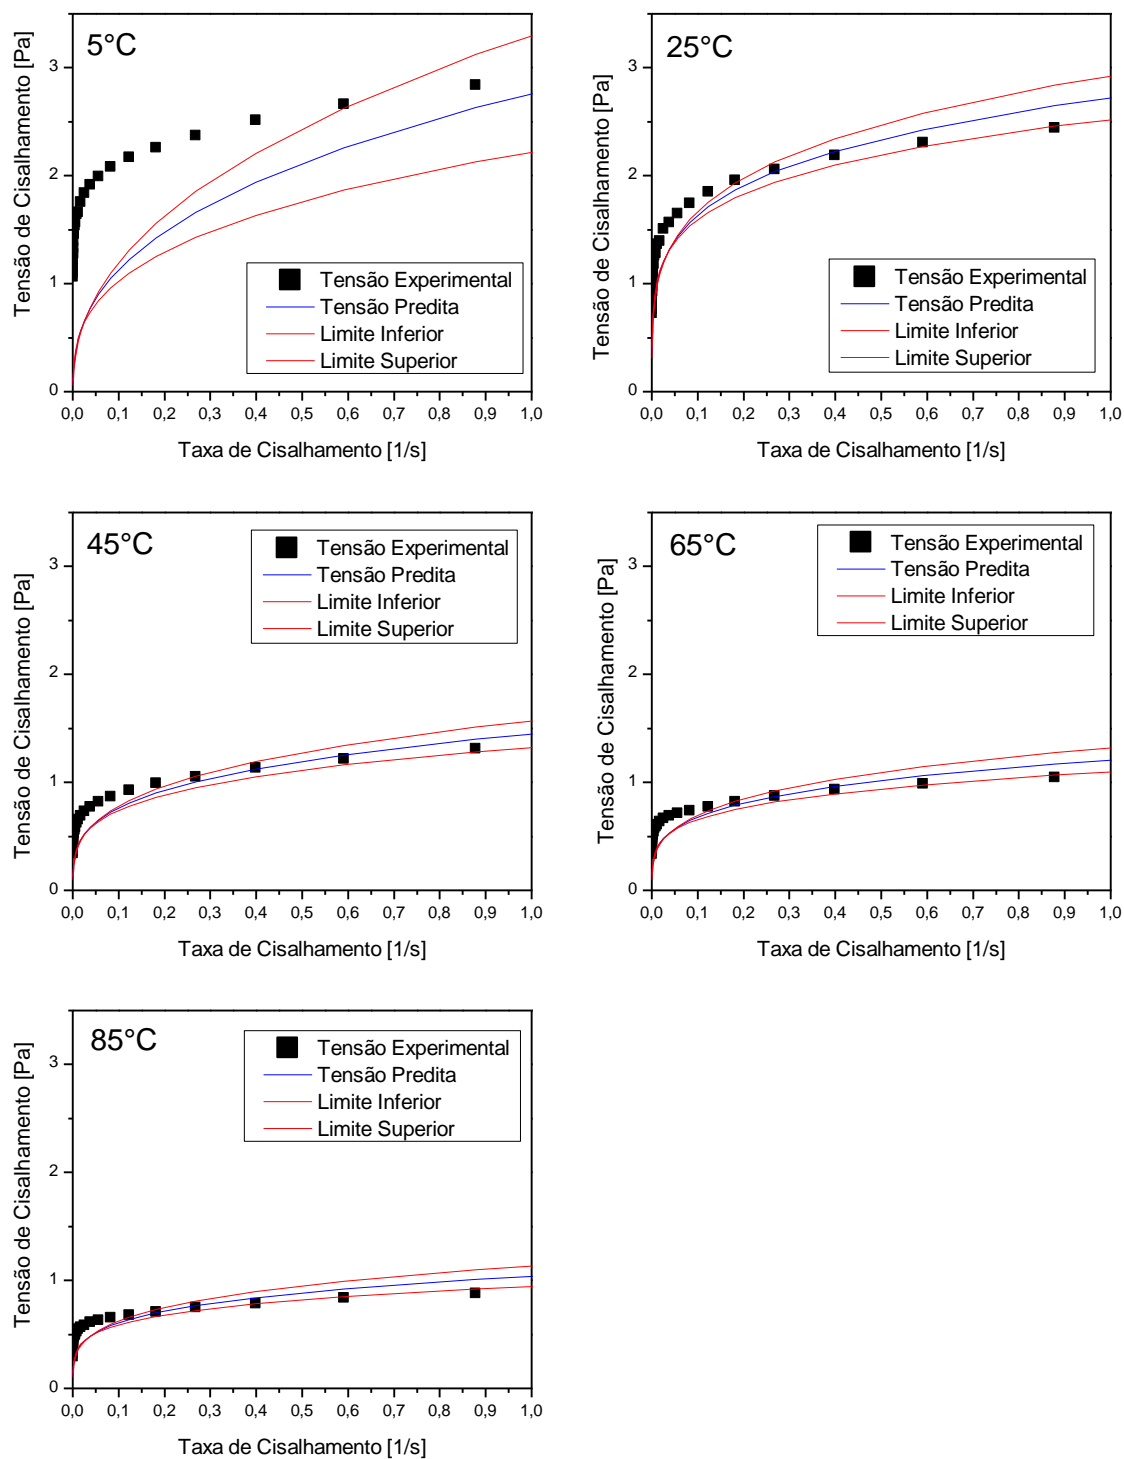 5°C
Tensão de Cisalhamento [Pa]
3
2
1
0
Tensão Experimental
Tensão Predita
Limite Inferior
Limite Superior
0,0 0,1 0,2 0,3 0,4 0,5 0,6 0,7 0,8 0,9 1,0
Taxa de Cisalhamento [1/s]
25°C
Tensão de Cisalhamento [Pa]
3
2
1
0
Tensão Experimental
Tensão Predita
Limite Inferior
Limite Superior
0,0 0,1 0,2 0,3 0,4 0,5 0,6 0,7 0,8 0,9 1,0
Taxa de Cisalhamento [1/s]
45°C
Tensão de Cisalhamento [Pa]
3
2
1
0
Tensão Experimental
Tensão Predita
Limite Inferior
Limite Superior
0,0 0,1 0,2 0,3 0,4 0,5 0,6 0,7 0,8 0,9 1,0
Taxa de Cisalhamento [1/s]
65°C
Tensão de Cisalhamento [Pa]
3
2
1
0
Tensão Experimental
Tensão Predita
Limite Inferior
Limite Superior
0,0 0,1 0,2 0,3 0,4 0,5 0,6 0,7 0,8 0,9 1,0
Taxa de Cisalhamento [1/s]
85°C
Tensão de Cisalhamento [Pa]
3
2
1
0
Tensão Experimental
Tensão Predita
Limite Inferior
Limite Superior
0,0 0,1 0,2 0,3 0,4 0,5 0,6 0,7 0,8 0,9 1,0
Taxa de Cisalhamento [1/s]